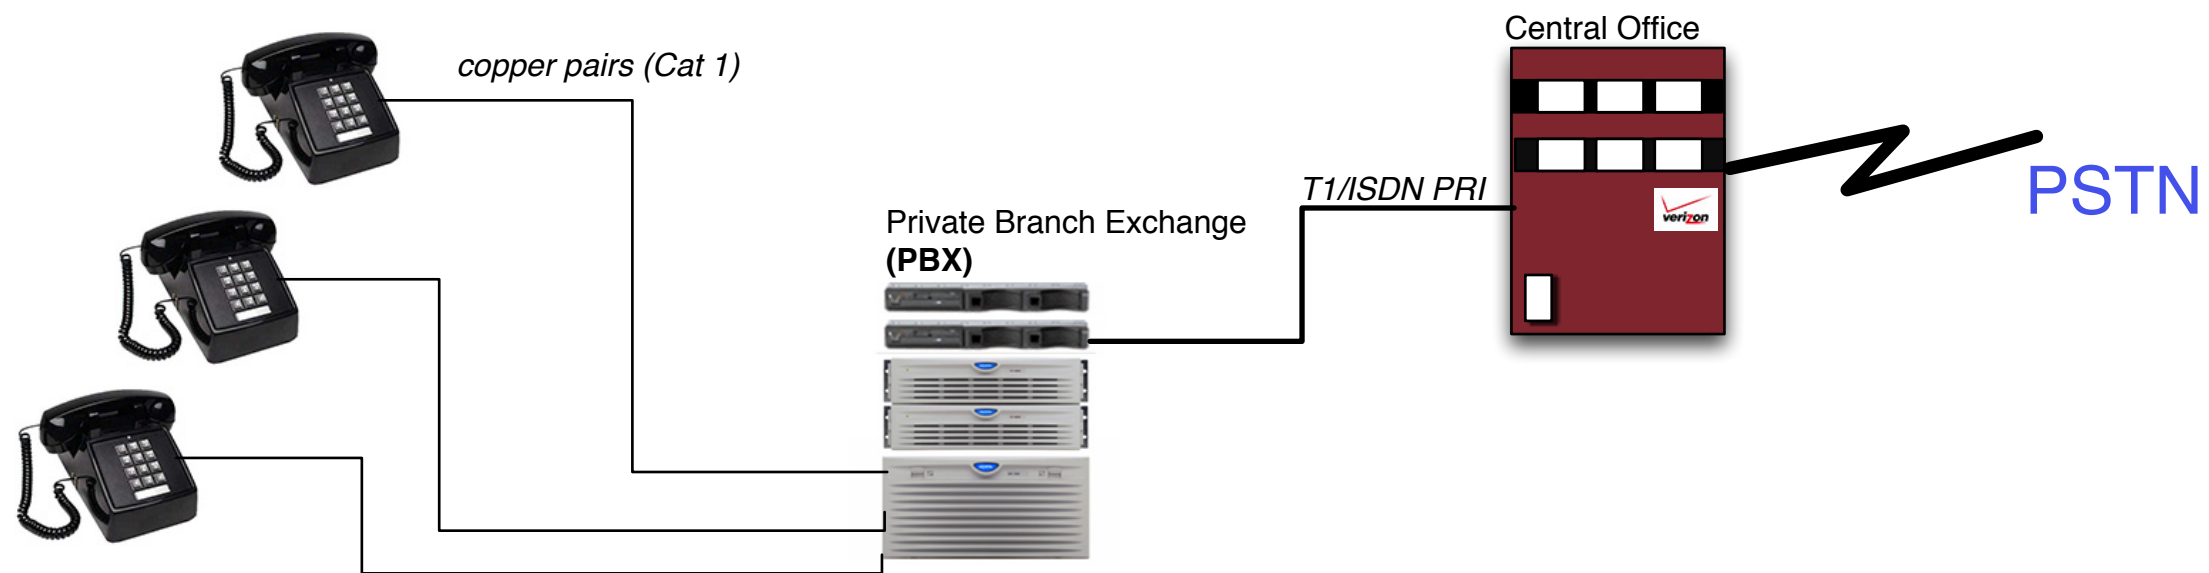 Central Office
copper pairs (Cat 1)
T1/ISDN PRI
verizon
PSTN
Private Branch Exchange
(PBX)